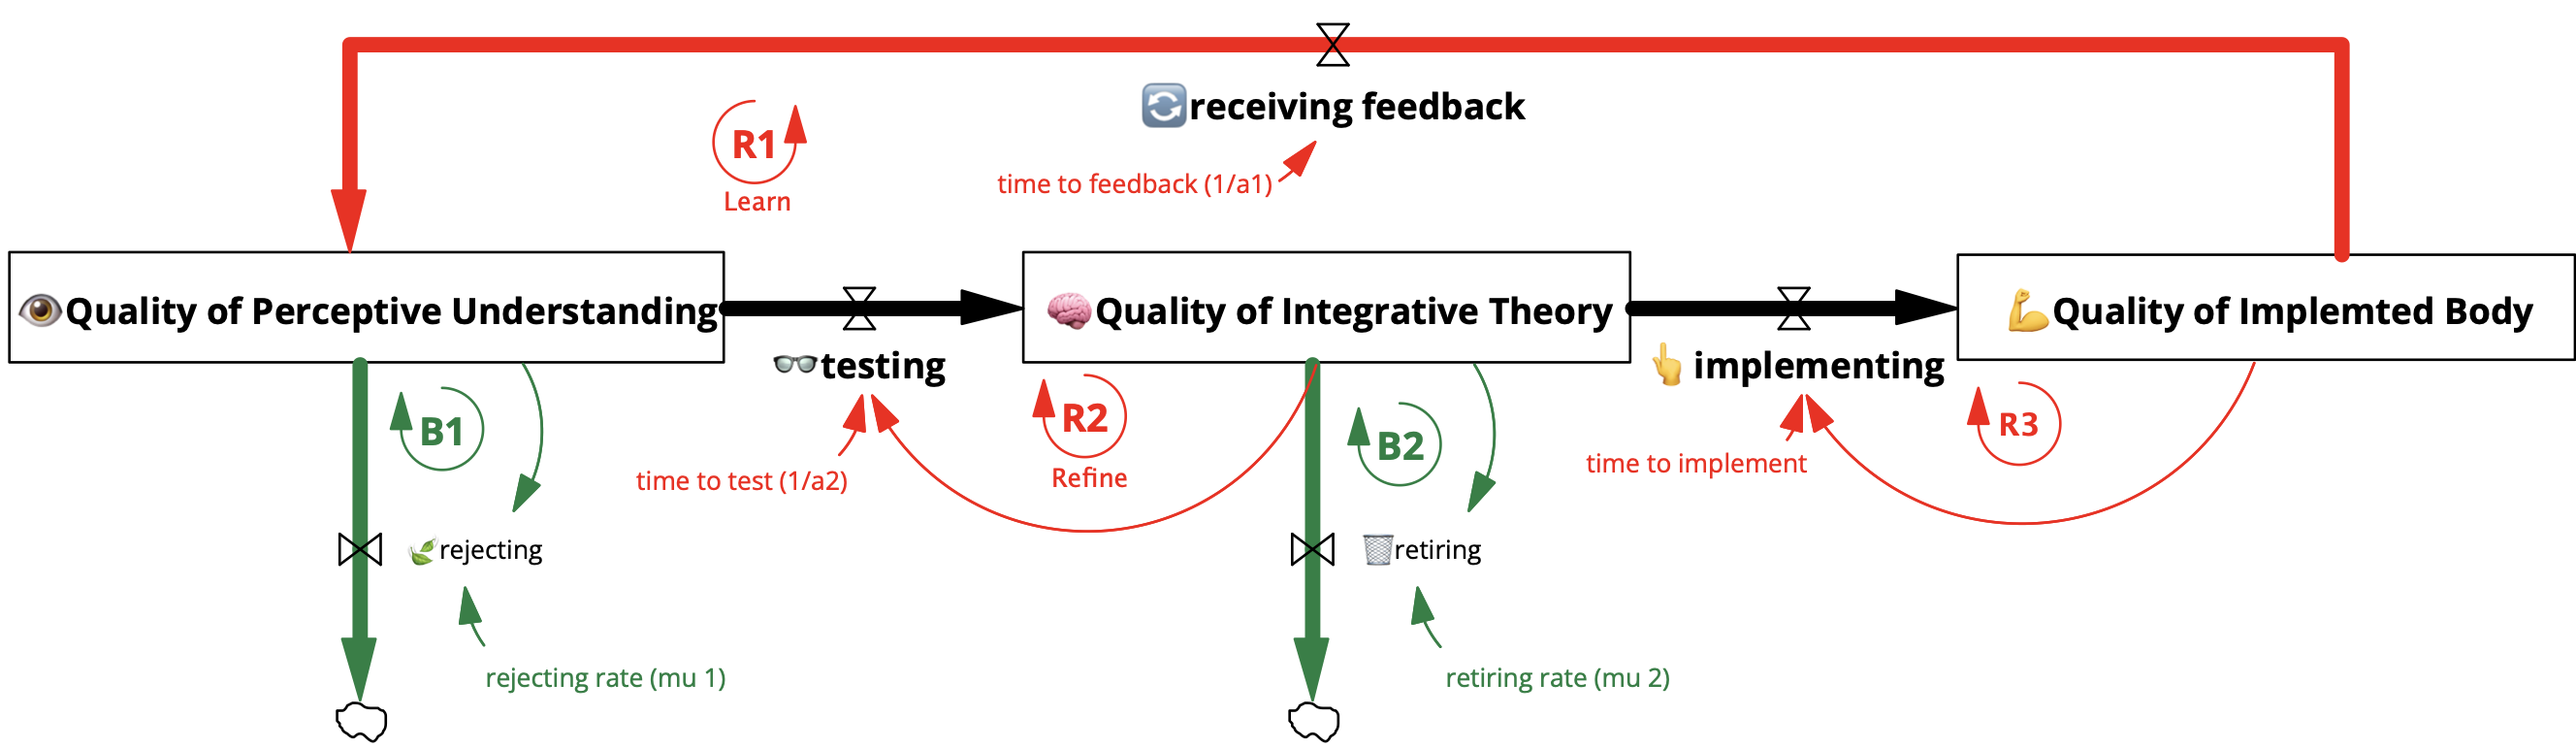 receiving feedback
R1
Learn
time to feedback (1/a1)
Quality of Perceptive Understanding
Quality of Integrative Theory
Quality of Implemted Body
testing
implementing
B1
R2
Refine
B2
R3
time to test (1/a2)
time to implement
rejecting
retiring
rejecting rate (mu 1)
retiring rate (mu 2)